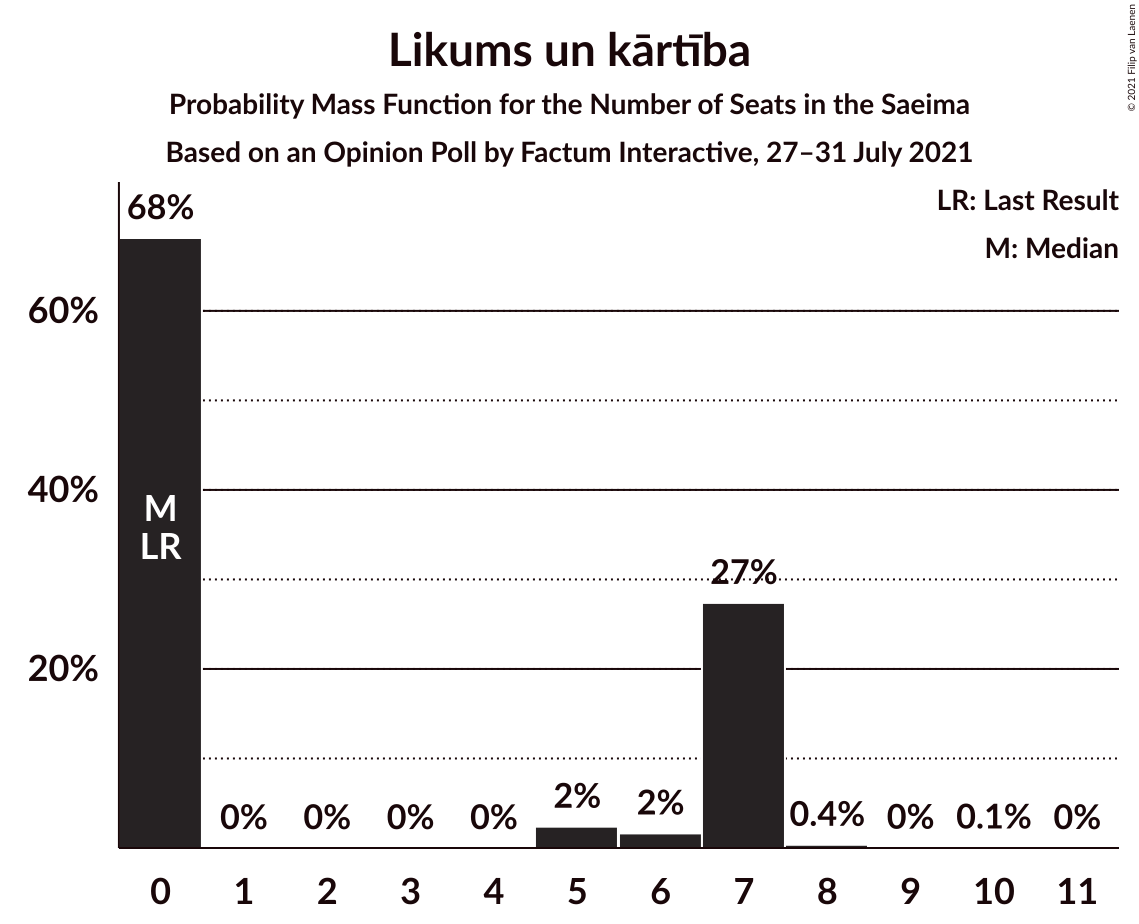 Likums un kārtība
Probability Mass Function for the Number of Seats in the Saeima
Based on an Opinion Poll by Factum Interactive, 27–31 July 2021
© 2021 Filip van Laenen
LR: Last Result
M: Median
68%
60%
40%
20%
M
LR
0% 0% 0% 0% 2% 2% 27% 0.4% 0% 0.1% 0%
0 1 2 3 4 5 6 7 8 9 10 11